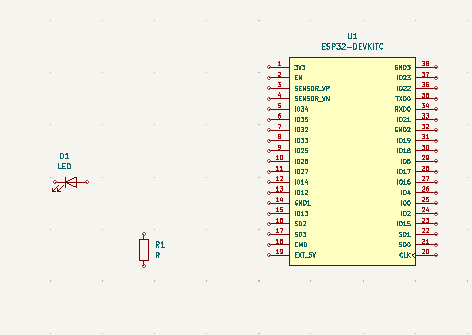 U1
ESP32-DEVKITC
1 3V3 GND3 38
2 EN IO23 37
3 SENSOR_VP IO22 36
4 SENSOR_VN TXD0 35
5 IO34 RXD0 34
6 IO35 IO21 33
7 IO32 GND2 32
8 IO33 IO19 31
9 IO25 IO18 30
10 IO26 IO5 29
11 IO27 IO17 28
12 IO14 IO16 27
13 IO12 IO4 26
14 GND1 IO0 25
15 IO13 IO2 24
16 SD2 IO15 23
17 SD3 SD1 22
18 CMD SD0 21
19 EXT_5V CLK 20
D1
LED
R1
R